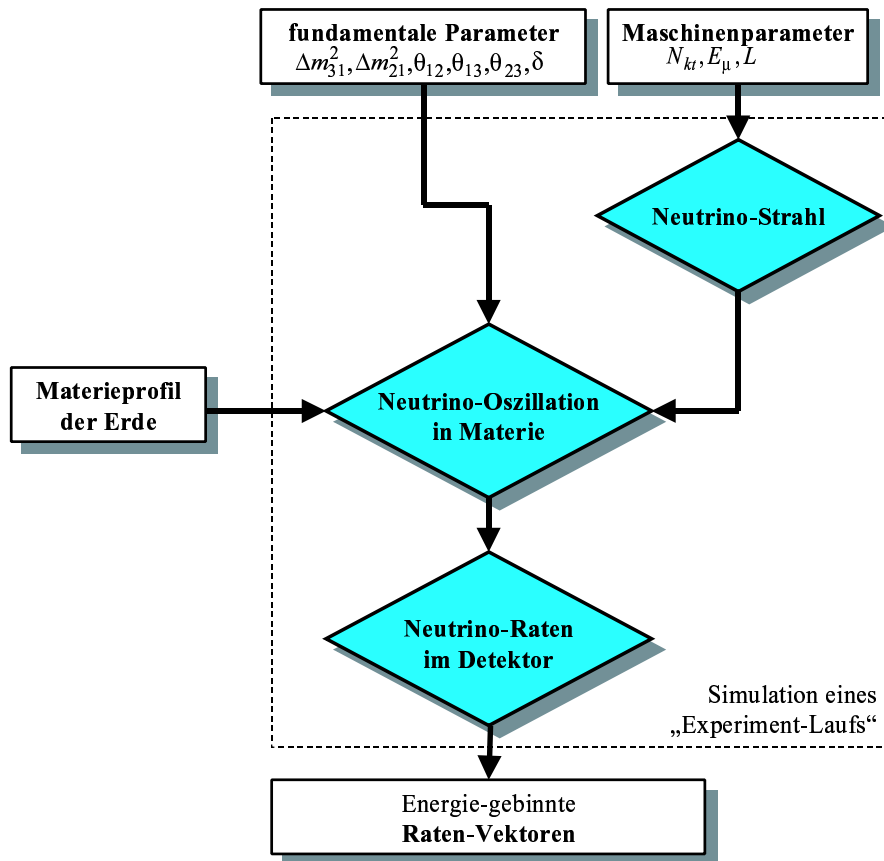 fundamentale Parameter
Δm²₃₁,Δm²₂₁,θ₁₂,θ₁₃,θ₂₃,δ
Maschinenparameter
N_kt,E_μ,L
Neutrino-Strahl
Materieprofil
der Erde
Neutrino-Oszillation
in Materie
Neutrino-Raten
im Detektor
Simulation eines
„Experiment-Laufs“
Energie-gebinnte
Raten-Vektoren